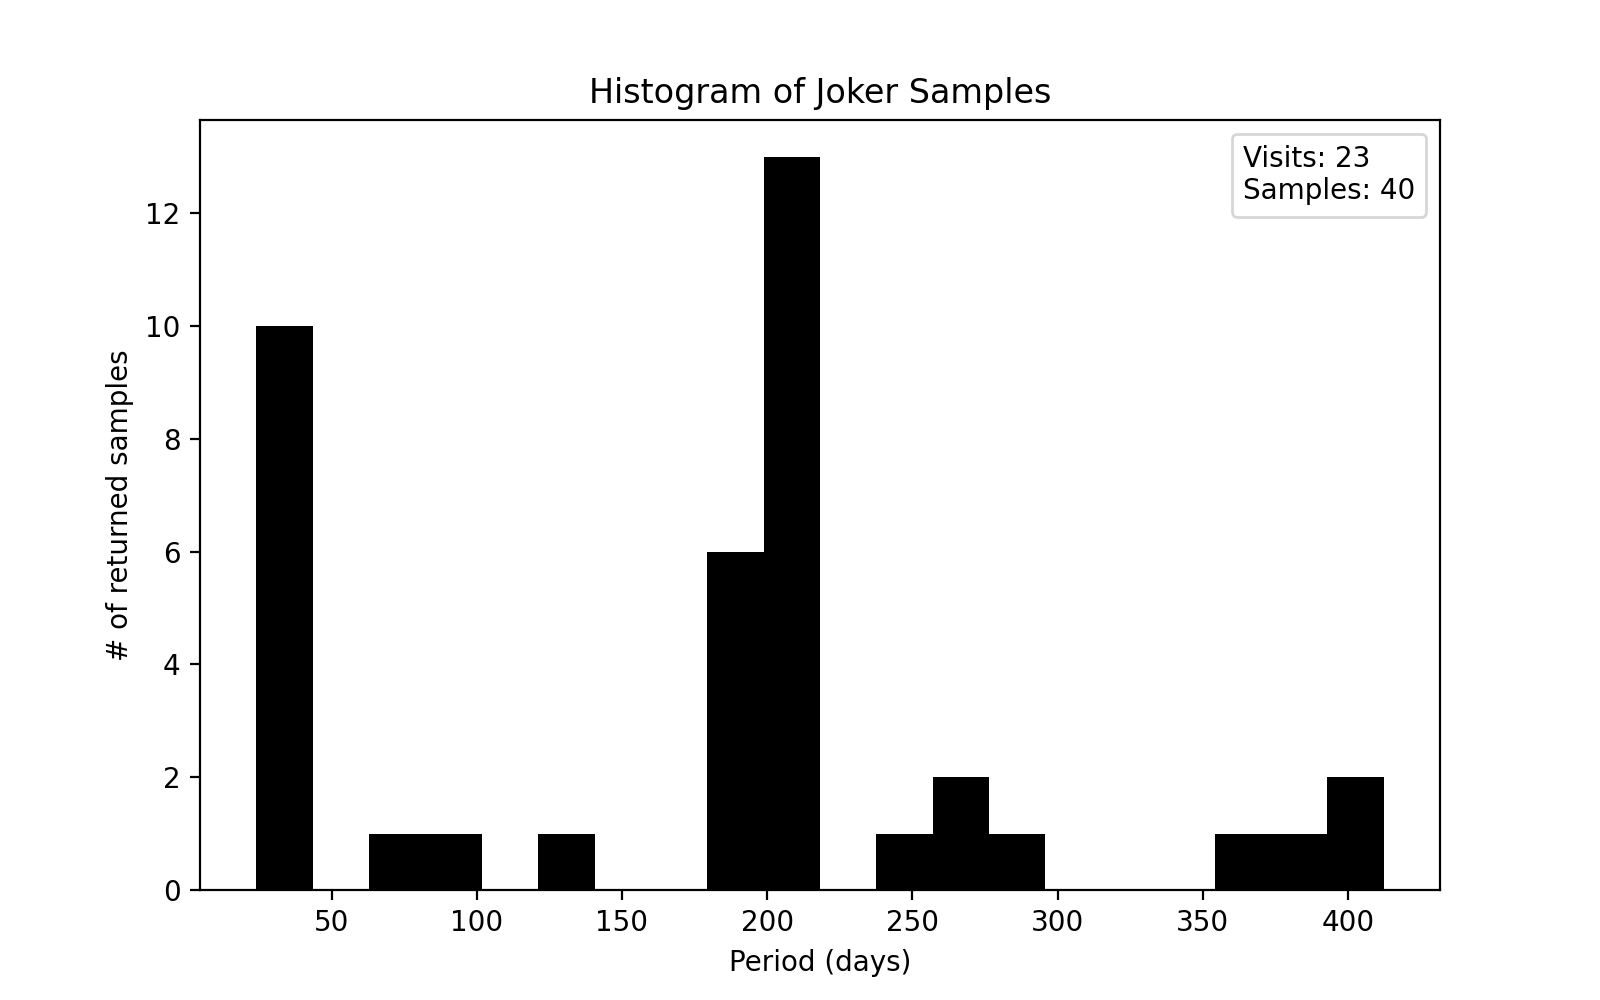 Histogram of Joker Samples
Visits: 23
Samples: 40
# of returned samples
12
10
8
6
4
2
0
50 100 150 200 250 300 350 400
Period (days)